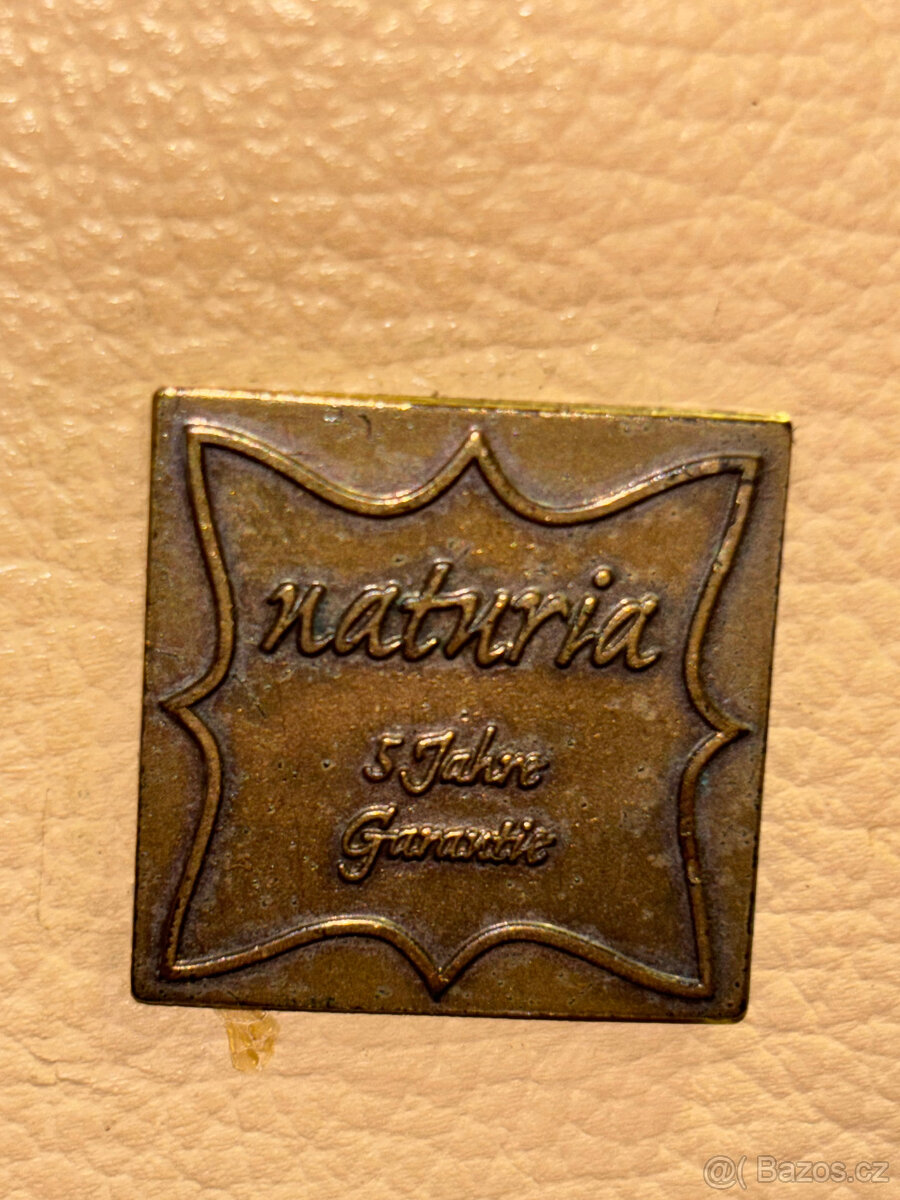 naturia
5 Jahre
Garantie
@( Bazos.cz